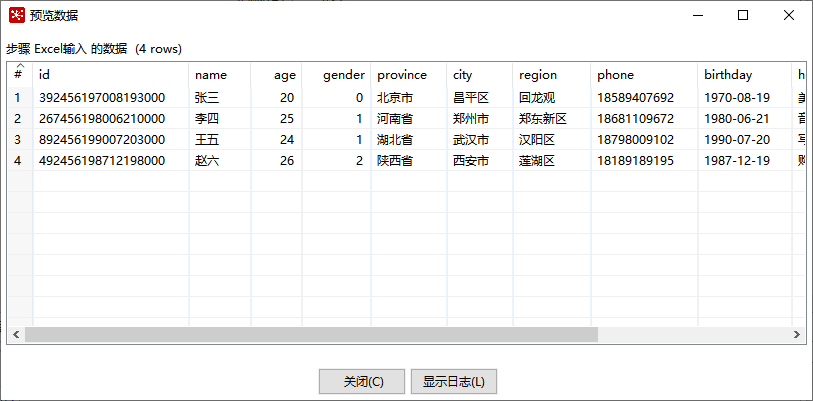 预览数据
步骤 Excel输入 的数据 (4 rows)
# id name age gender province city region phone birthday h
1 392456197008193000 张三 20 0 北京市 昌平区 回龙观 18589407692 1970-08-19
2 267456198006210000 李四 25 1 河南省 郑州市 郑东新区 18681109672 1980-06-21
3 892456199007203000 王五 24 1 湖北省 武汉市 汉阳区 18798009102 1990-07-20
4 492456198712198000 赵六 26 2 陕西省 西安市 莲湖区 18189189195 1987-12-19
关闭(C) 显示日志(L)